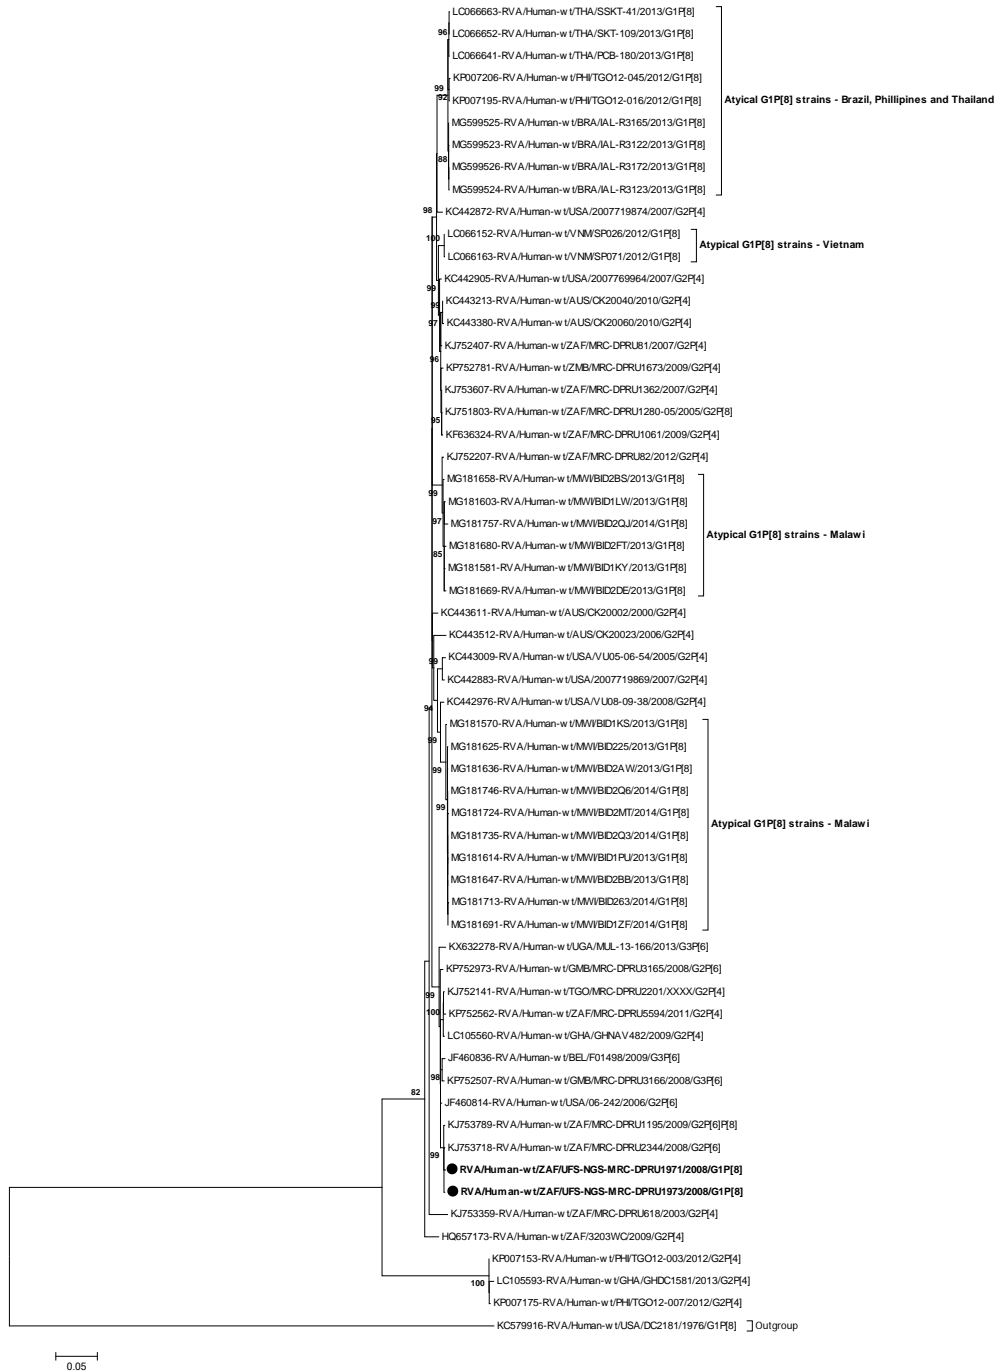 LC066663-RVA/Human-wt/THA/SSKT-41/2013/G1P[8]
96
LC066652-RVA/Human-wt/THA/SKT-109/2013/G1P[8]
LC066641-RVA/Human-wt/THA/PCB-180/2013/G1P[8]
KP007206-RVA/Human-wt/PHI/TGO12-045/2012/G1P[8]
99
92
KP007195-RVA/Human-wt/PHI/TGO12-016/2012/G1P[8]
Atyical G1P[8] strains - Brazil, Phillipines and Thailand
MG599525-RVA/Human-wt/BRA/IAL-R3165/2013/G1P[8]
MG599523-RVA/Human-wt/BRA/IAL-R3122/2013/G1P[8]
88
MG599526-RVA/Human-wt/BRA/IAL-R3172/2013/G1P[8]
MG599524-RVA/Human-wt/BRA/IAL-R3123/2013/G1P[8]
98
KC442872-RVA/Human-wt/USA/2007719874/2007/G2P[4]
100
LC066152-RVA/Human-wt/VNM/SP026/2012/G1P[8]
Atypical G1P[8] strains - Vietnam
LC066163-RVA/Human-wt/VNM/SP071/2012/G1P[8]
KC442905-RVA/Human-wt/USA/2007769964/2007/G2P[4]
99
KC443213-RVA/Human-wt/AUS/CK20040/2010/G2P[4]
99
KC443380-RVA/Human-wt/AUS/CK20060/2010/G2P[4]
97
KJ752407-RVA/Human-wt/ZAF/MRC-DPRU81/2007/G2P[4]
96
KP752781-RVA/Human-wt/ZMB/MRC-DPRU1673/2009/G2P[4]
KJ753607-RVA/Human-wt/ZAF/MRC-DPRU1362/2007/G2P[4]
KJ751803-RVA/Human-wt/ZAF/MRC-DPRU1280-05/2005/G2P[8]
95
KF636324-RVA/Human-wt/ZAF/MRC-DPRU1061/2009/G2P[4]
KJ752207-RVA/Human-wt/ZAF/MRC-DPRU82/2012/G2P[4]
MG181658-RVA/Human-wt/MWI/BID2BS/2013/G1P[8]
99
MG181603-RVA/Human-wt/MWI/BID1LW/2013/G1P[8]
97
MG181757-RVA/Human-wt/MWI/BID2QJ/2014/G1P[8]
Atypical G1P[8] strains - Malawi
MG181680-RVA/Human-wt/MWI/BID2FT/2013/G1P[8]
85
MG181581-RVA/Human-wt/MWI/BID1KY/2013/G1P[8]
MG181669-RVA/Human-wt/MWI/BID2DE/2013/G1P[8]
KC443611-RVA/Human-wt/AUS/CK20002/2000/G2P[4]
KC443512-RVA/Human-wt/AUS/CK20023/2006/G2P[4]
99
KC443009-RVA/Human-wt/USA/VU05-06-54/2005/G2P[4]
KC442883-RVA/Human-wt/USA/2007719869/2007/G2P[4]
94
KC442976-RVA/Human-wt/USA/VU08-09-38/2008/G2P[4]
MG181570-RVA/Human-wt/MWI/BID1KS/2013/G1P[8]
99
MG181625-RVA/Human-wt/MWI/BID225/2013/G1P[8]
99
MG181636-RVA/Human-wt/MWI/BID2AW/2013/G1P[8]
MG181746-RVA/Human-wt/MWI/BID2Q6/2014/G1P[8]
99
MG181724-RVA/Human-wt/MWI/BID2MT/2014/G1P[8]
Atypical G1P[8] strains - Malawi
MG181735-RVA/Human-wt/MWI/BID2Q3/2014/G1P[8]
MG181614-RVA/Human-wt/MWI/BID1PU/2013/G1P[8]
MG181647-RVA/Human-wt/MWI/BID2BB/2013/G1P[8]
MG181713-RVA/Human-wt/MWI/BID263/2014/G1P[8]
MG181691-RVA/Human-wt/MWI/BID1ZF/2014/G1P[8]
KX632278-RVA/Human-wt/UGA/MUL-13-166/2013/G3P[6]
KP752973-RVA/Human-wt/GMB/MRC-DPRU3165/2008/G2P[6]
99
KJ752141-RVA/Human-wt/TGO/MRC-DPRU2201/XXXX/G2P[4]
100
KP752562-RVA/Human-wt/ZAF/MRC-DPRU5594/2011/G2P[4]
LC105560-RVA/Human-wt/GHA/GHNAV482/2009/G2P[4]
JF460836-RVA/Human-wt/BEL/F01498/2009/G3P[6]
98
KP752507-RVA/Human-wt/GMB/MRC-DPRU3166/2008/G3P[6]
82
JF460814-RVA/Human-wt/USA/06-242/2006/G2P[6]
KJ753789-RVA/Human-wt/ZAF/MRC-DPRU1195/2009/G2P[6]P[8]
KJ753718-RVA/Human-wt/ZAF/MRC-DPRU2344/2008/G2P[6]
99
RVA/Human-wt/ZAF/UFS-NGS-MRC-DPRU1971/2008/G1P[8]
RVA/Human-wt/ZAF/UFS-NGS-MRC-DPRU1973/2008/G1P[8]
KJ753359-RVA/Human-wt/ZAF/MRC-DPRU618/2003/G2P[4]
HQ657173-RVA/Human-wt/ZAF/3203WC/2009/G2P[4]
KP007153-RVA/Human-wt/PHI/TGO12-003/2012/G2P[4]
100
LC105593-RVA/Human-wt/GHA/GHDC1581/2013/G2P[4]
KP007175-RVA/Human-wt/PHI/TGO12-007/2012/G2P[4]
KC579916-RVA/Human-wt/USA/DC2181/1976/G1P[8]
Outgroup
0.05